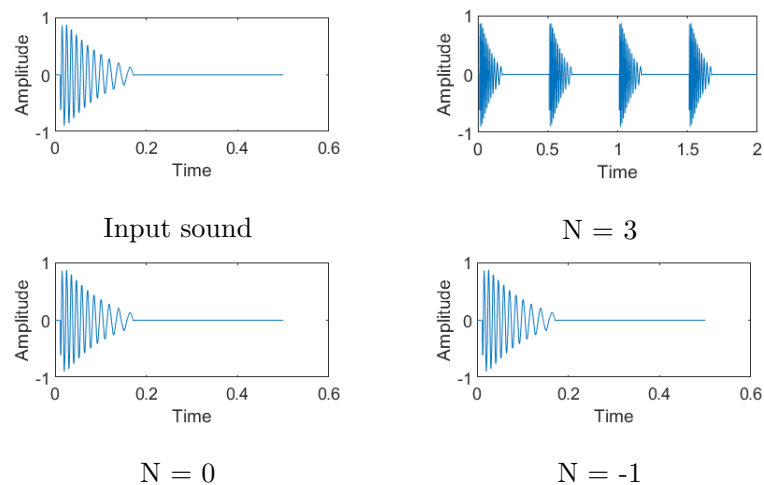 1
0
-1
Amplitude
0
0.2
0.4
0.6
Time
Input sound
1
0
-1
Amplitude
0
0.5
1
1.5
2
Time
N = 3
1
0
-1
Amplitude
0
0.2
0.4
0.6
Time
N = 0
1
0
-1
Amplitude
0
0.2
0.4
0.6
Time
N = -1